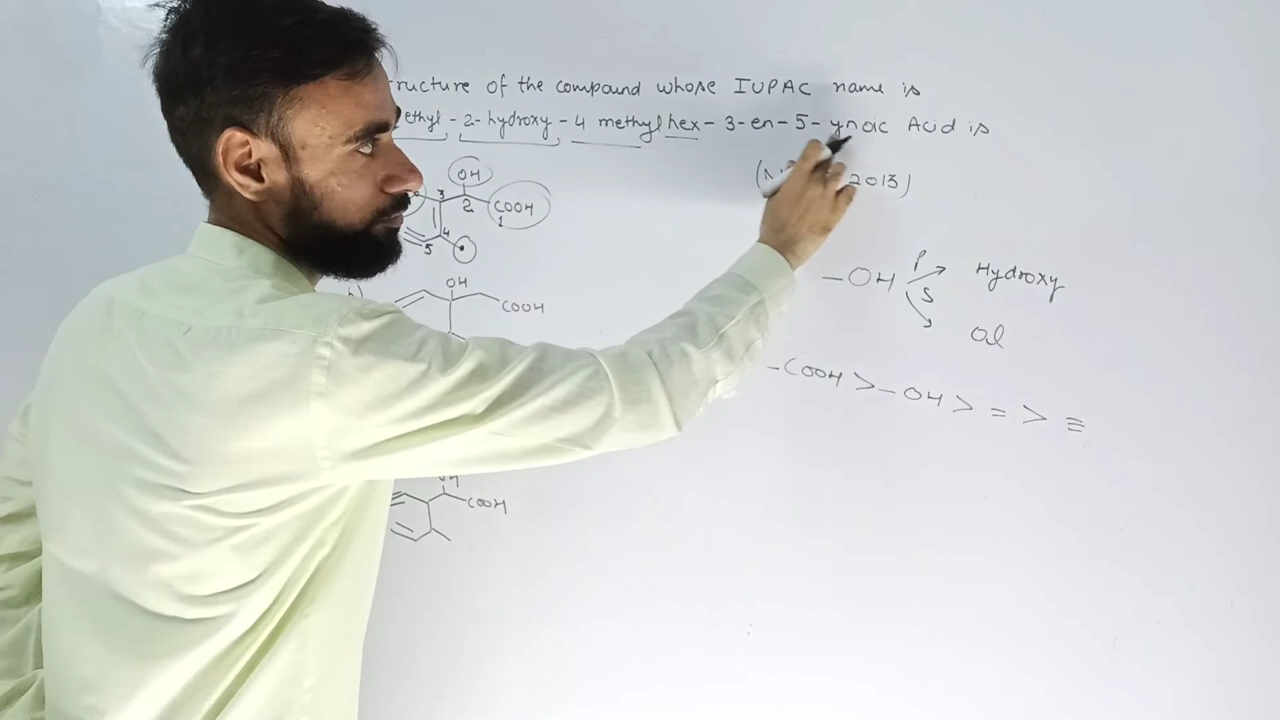 ructure of the compound whose IUPAC name is
ethyl - 2 - hydroxy - 4 methyl hex - 3 - en - 5 - ynoic Acid is
2013)
OH
3
2
COOH
1
4
5
OH
COOH
-OH P Hydroxy
S
Ol
-COOH > -OH > = > ≡
COOH